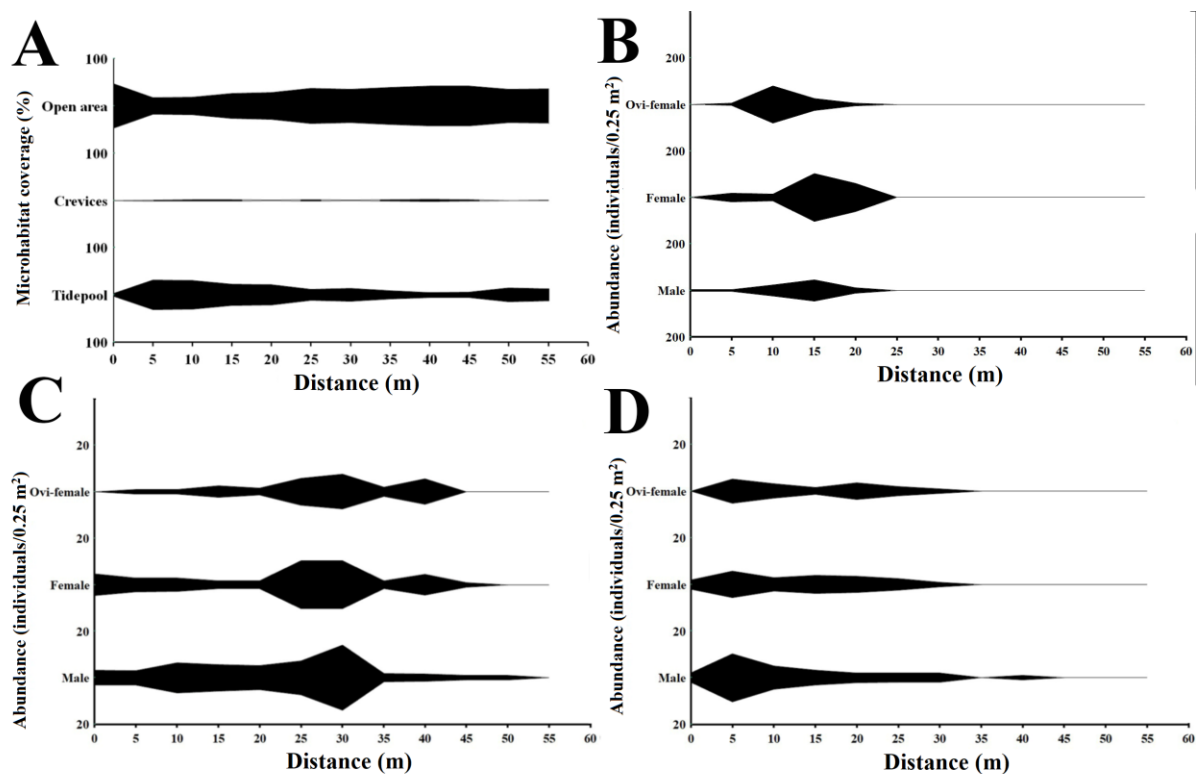 A
Microhabitat coverage (%)
100
Open area
100
Crevices
100
Tidepool
100
0 5 10 15 20 25 30 35 40 45 50 55 60
Distance (m)
B
Abundance (individuals/0.25 m²)
200
Ovi-female
200
Female
200
Male
200
0 5 10 15 20 25 30 35 40 45 50 55 60
Distance (m)
C
Abundance (individuals/0.25 m²)
20
Ovi-female
20
Female
20
Male
20
0 5 10 15 20 25 30 35 40 45 50 55 60
Distance (m)
D
Abundance (individuals/0.25 m²)
20
Ovi-female
20
Female
20
Male
20
0 5 10 15 20 25 30 35 40 45 50 55 60
Distance (m)